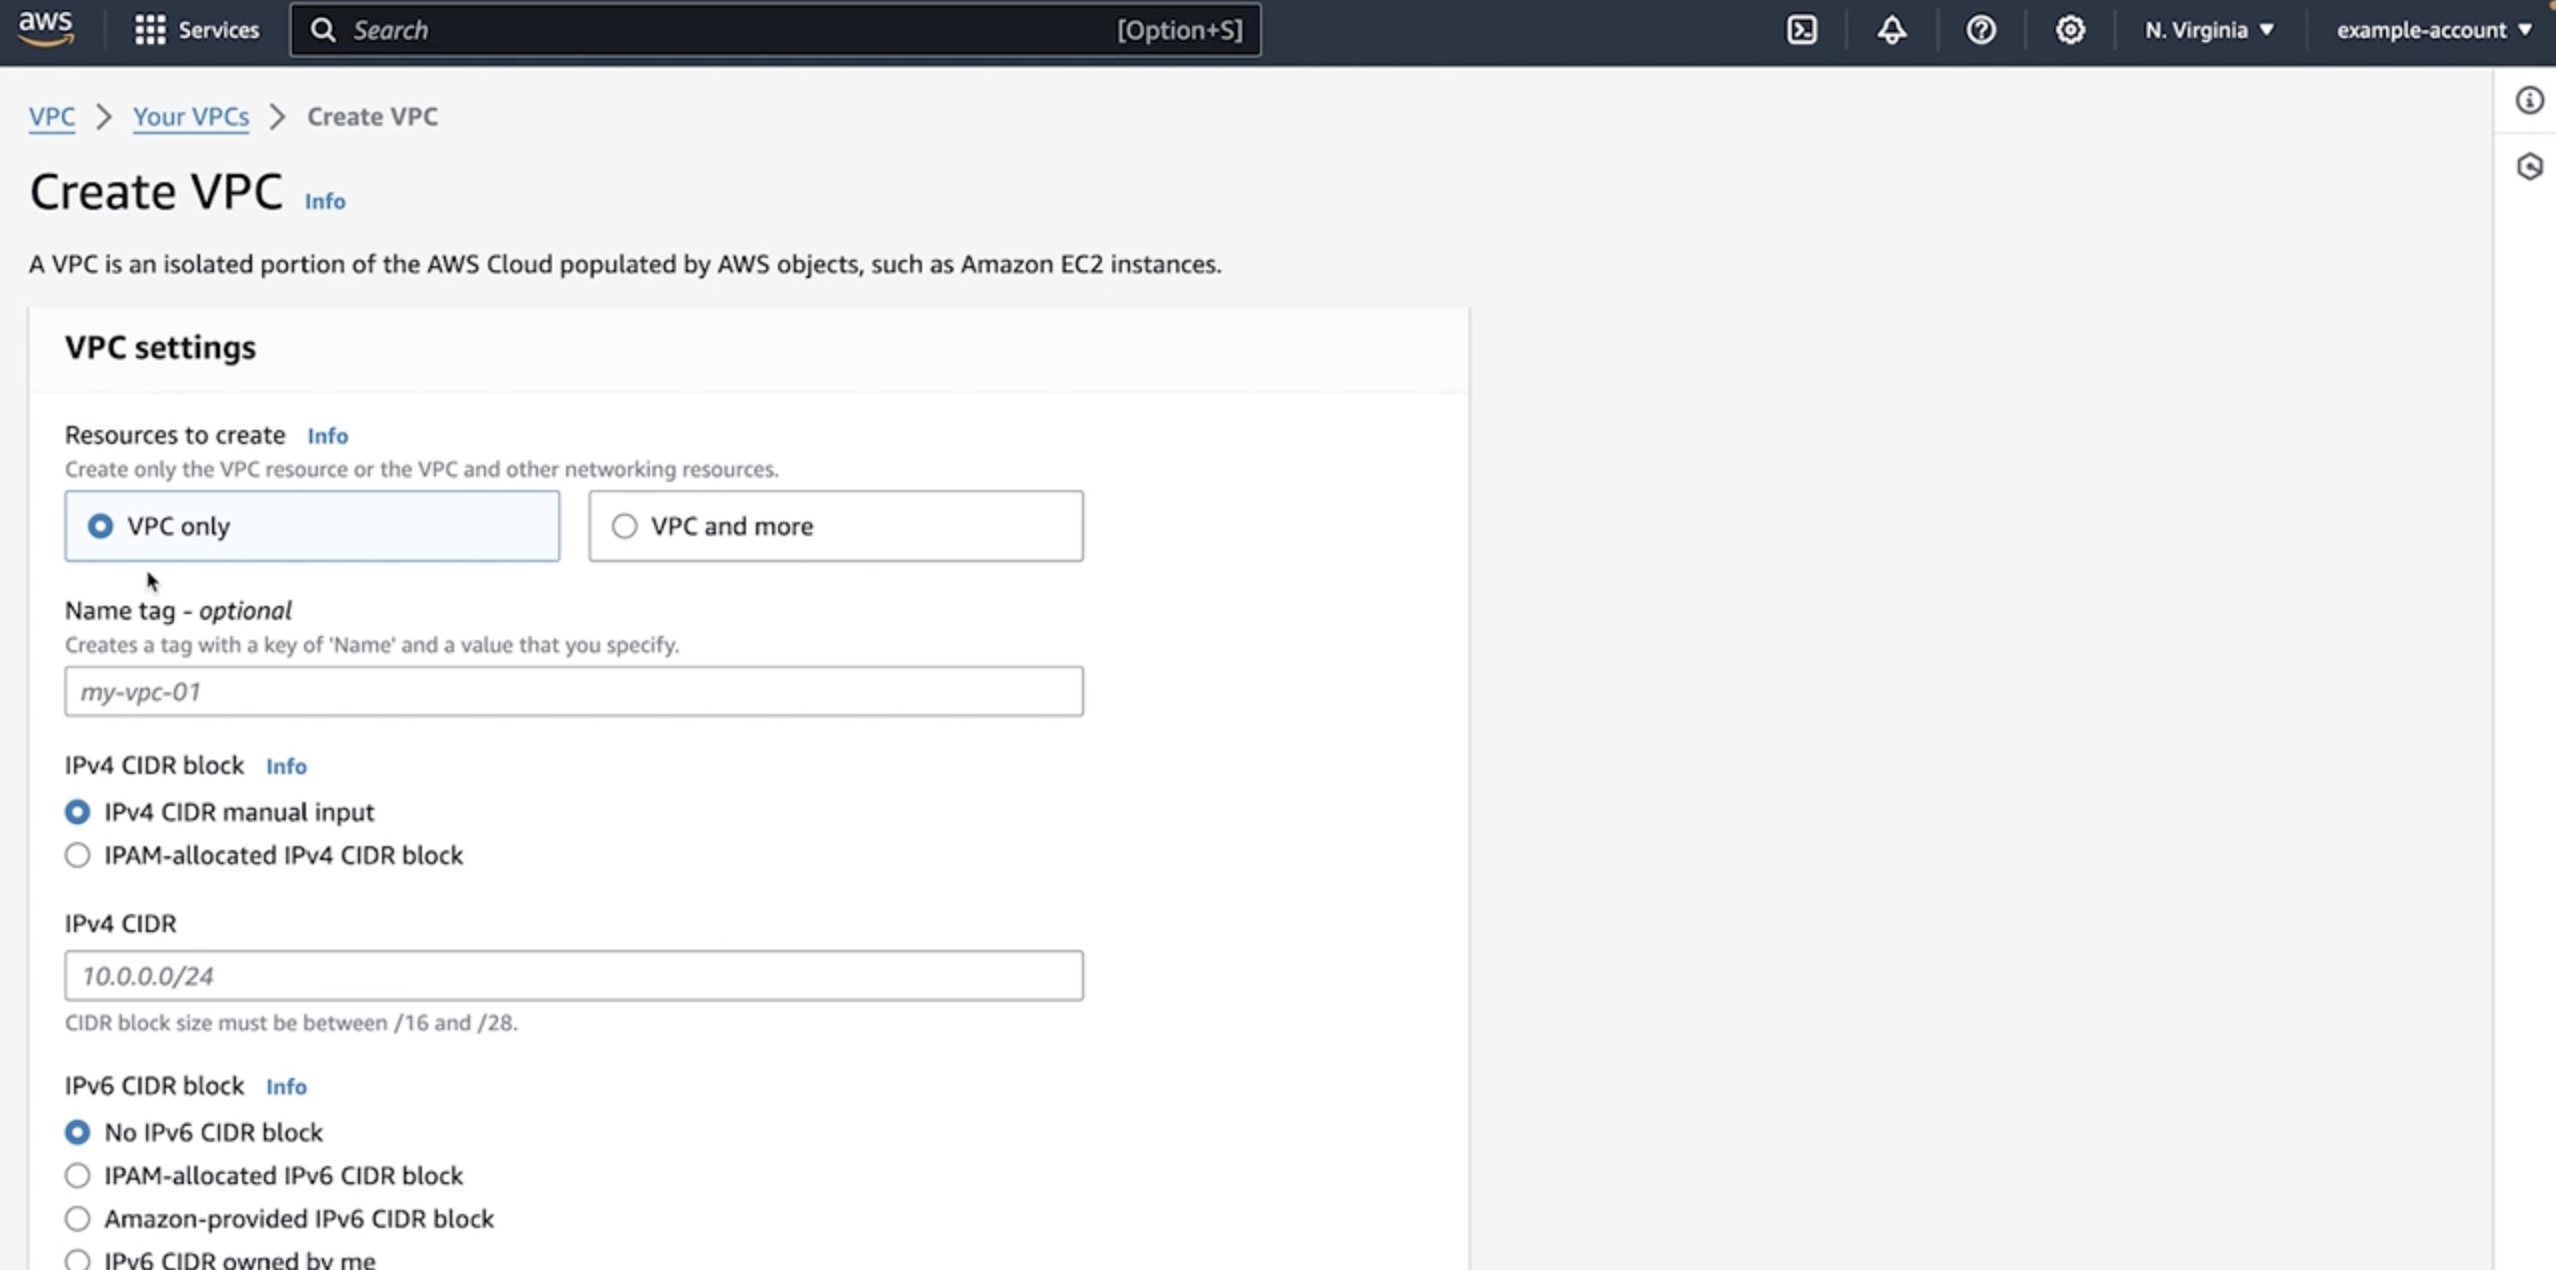 aws Services Search [Option+S] N. Virginia example-account
VPC Your VPCs Create VPC
Create VPC Info
A VPC is an isolated portion of the AWS Cloud populated by AWS objects, such as Amazon EC2 instances.
VPC settings
Resources to create Info
Create only the VPC resource or the VPC and other networking resources.
VPC only VPC and more
Name tag - optional
Creates a tag with a key of 'Name' and a value that you specify.
my-vpc-01
IPv4 CIDR block Info
IPv4 CIDR manual input
IPAM-allocated IPv4 CIDR block
IPv4 CIDR
10.0.0.0/24
CIDR block size must be between /16 and /28.
IPv6 CIDR block Info
No IPv6 CIDR block
IPAM-allocated IPv6 CIDR block
Amazon-provided IPv6 CIDR block
IPv6 CIDR owned by me